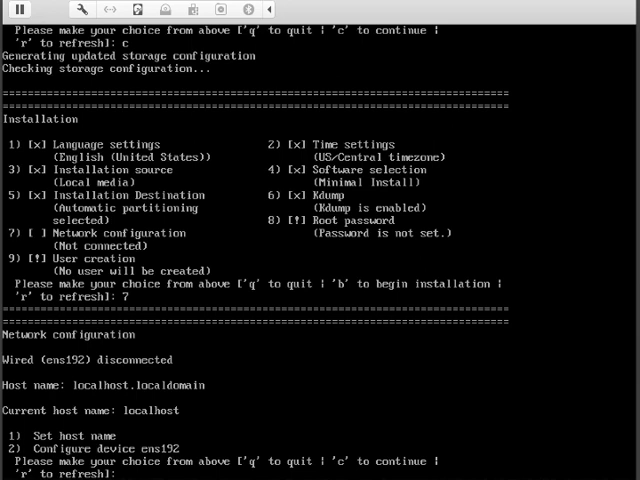 Please make your choice from above ['q' to quit | 'c' to continue |
'r' to refresh]: c
Generating updated storage configuration
Checking storage configuration...
================================================================================
================================================================================
Installation
1) [x] Language settings 2) [x] Time settings
(English (United States)) (US/Central timezone)
3) [x] Installation source 4) [x] Software selection
(Local media) (Minimal Install)
5) [x] Installation Destination 6) [x] Kdump
(Automatic partitioning (Kdump is enabled)
selected) 8) [!] Root password
7) [ ] Network configuration (Password is not set.)
(Not connected)
9) [!] User creation
(No user will be created)
Please make your choice from above ['q' to quit | 'b' to begin installation |
'r' to refresh]: 7
================================================================================
================================================================================
Network configuration
Wired (ens192) disconnected
Host name: localhost.localdomain
Current host name: localhost
1) Set host name
2) Configure device ens192
Please make your choice from above ['q' to quit | 'c' to continue |
'r' to refresh]: